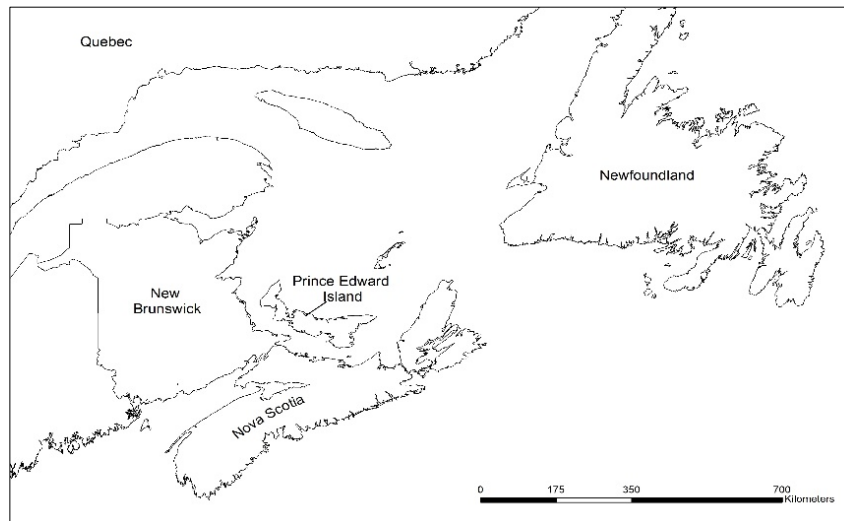 Quebec
Newfoundland
Prince Edward
Island
New
Brunswick
Nova Scotia
0 175 350 700
Kilometers